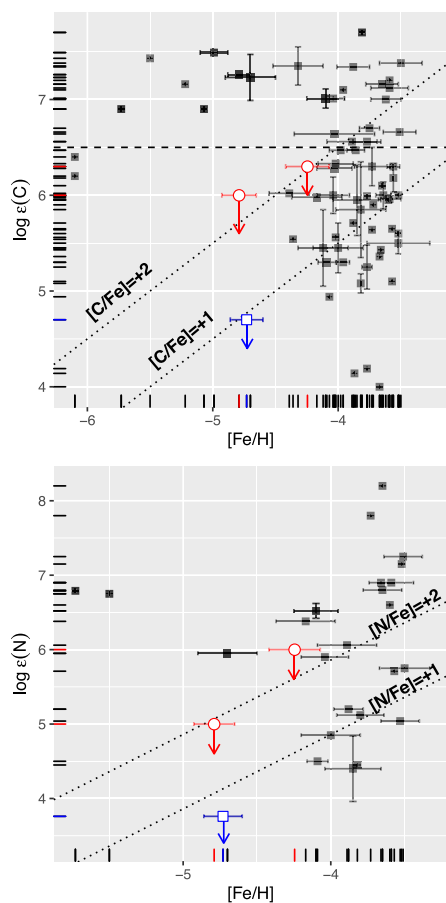 7
6
5
4
log ε(C)
[C/Fe]=+2
[C/Fe]=+1
−6
−5
−4
[Fe/H]
8
7
6
5
4
log ε(N)
[N/Fe]=+2
[N/Fe]=+1
−5
−4
[Fe/H]